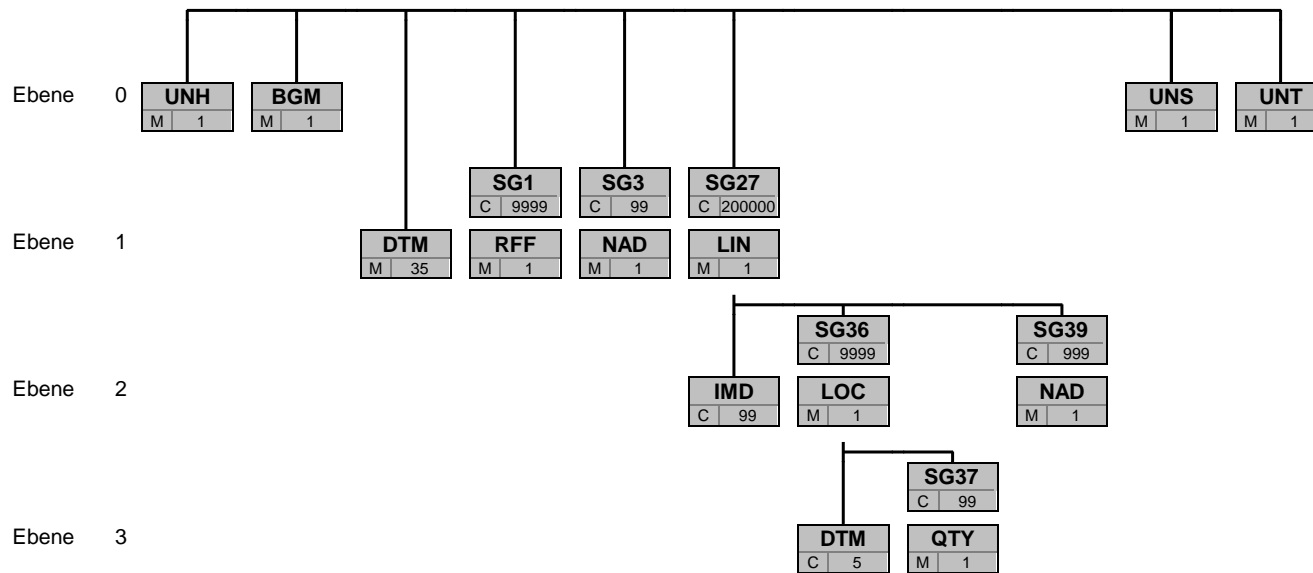 Ebene 0 UNH BGM UNS UNT
M 1 M 1 M 1 M 1
SG1 SG3 SG27
C 9999 C 99 C 200000
Ebene 1 DTM RFF NAD LIN
M 35 M 1 M 1 M 1
SG36 SG39
C 9999 C 999
Ebene 2 IMD LOC NAD
C 99 M 1 M 1
SG37
C 99
Ebene 3 DTM QTY
C 5 M 1